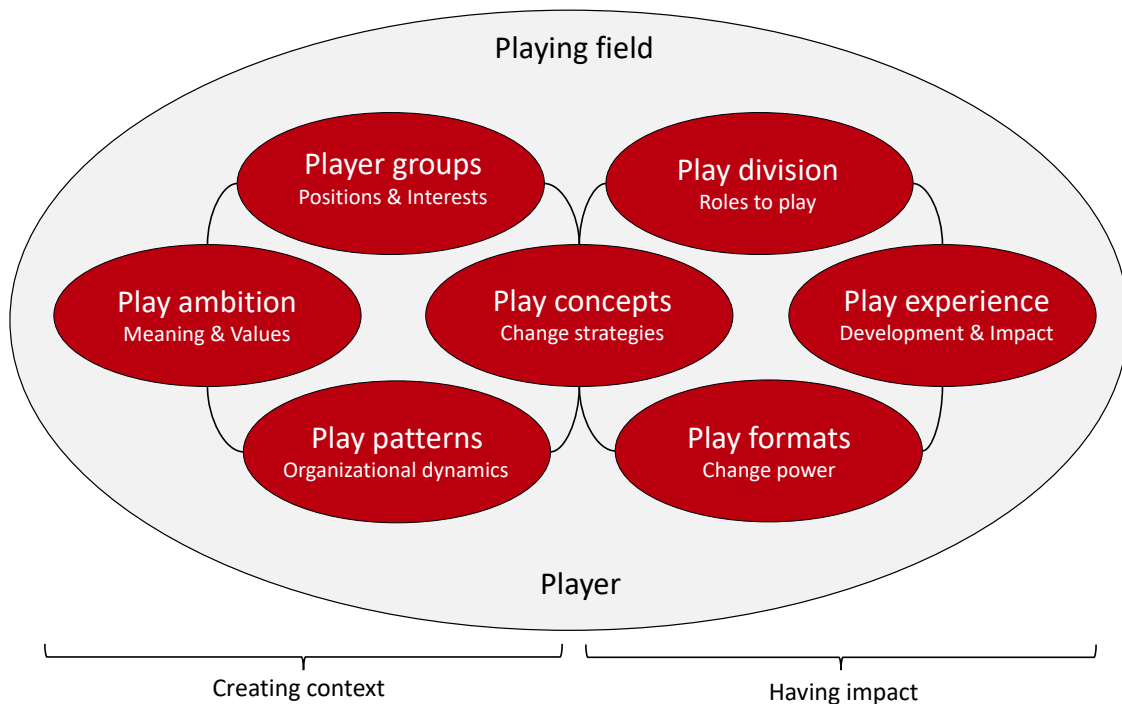 Playing field
Player groups
Positions & Interests
Play division
Roles to play
Play ambition
Meaning & Values
Play concepts
Change strategies
Play experience
Development & Impact
Play patterns
Organizational dynamics
Play formats
Change power
Player
Creating context
Having impact